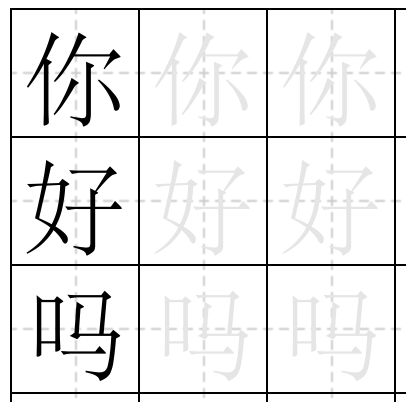 你 你 你
好 好 好
吗 吗 吗